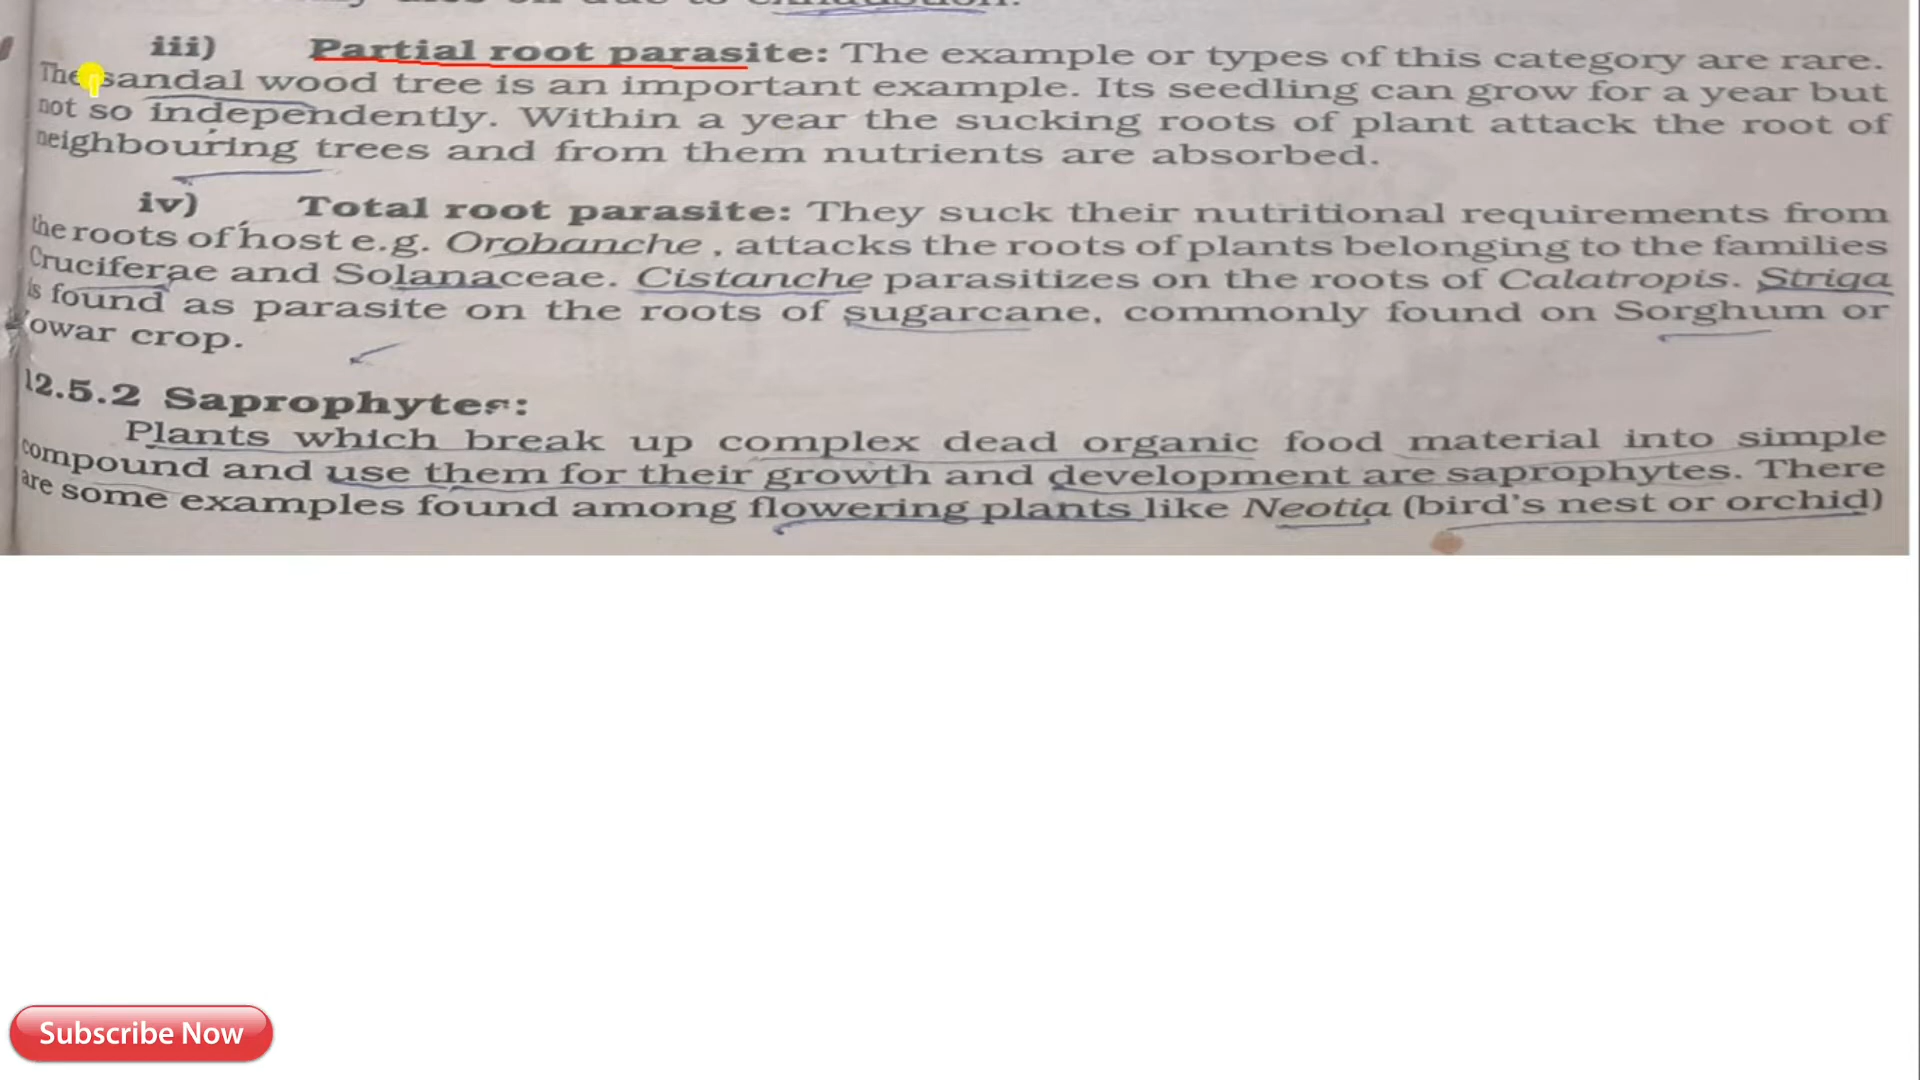 iii) Partial root parasite: The example or types of this category are rare.
The sandal wood tree is an important example. Its seedling can grow for a year but
not so independently. Within a year the sucking roots of plant attack the root of
neighbouring trees and from them nutrients are absorbed.
iv) Total root parasite: They suck their nutritional requirements from
the roots of host e.g. Orobanche , attacks the roots of plants belonging to the families
Cruciferae and Solanaceae. Cistanche parasitizes on the roots of Calatropis. Striga
is found as parasite on the roots of sugarcane, commonly found on Sorghum or
owar crop.
12.5.2 Saprophytes:
Plants which break up complex dead organic food material into simple
compound and use them for their growth and development are saprophytes. There
are some examples found among flowering plants like Neotia (bird's nest or orchid)
Subscribe Now